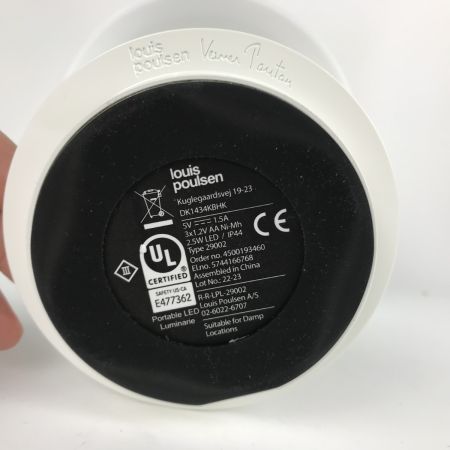 louis
poulsen
Verner Panton
louis
poulsen
Kuglegaardsvej 19-23
DK1434KBHK
5V ⎓ 1.5A
3x1.2V AA Ni-Mh
2.5W LED / IP44
Type 29002
Order no. 4500193460
El.no. 5744166768
Assembled in China
Lot no: 22-23
CE
III
UL
CERTIFIED
SAFETY US-CA
E477362
Portable LED
Luminarie
R-R-LPL-29002
Louis Poulsen A/S
02-6022-6707
Suitable for Damp
Locations